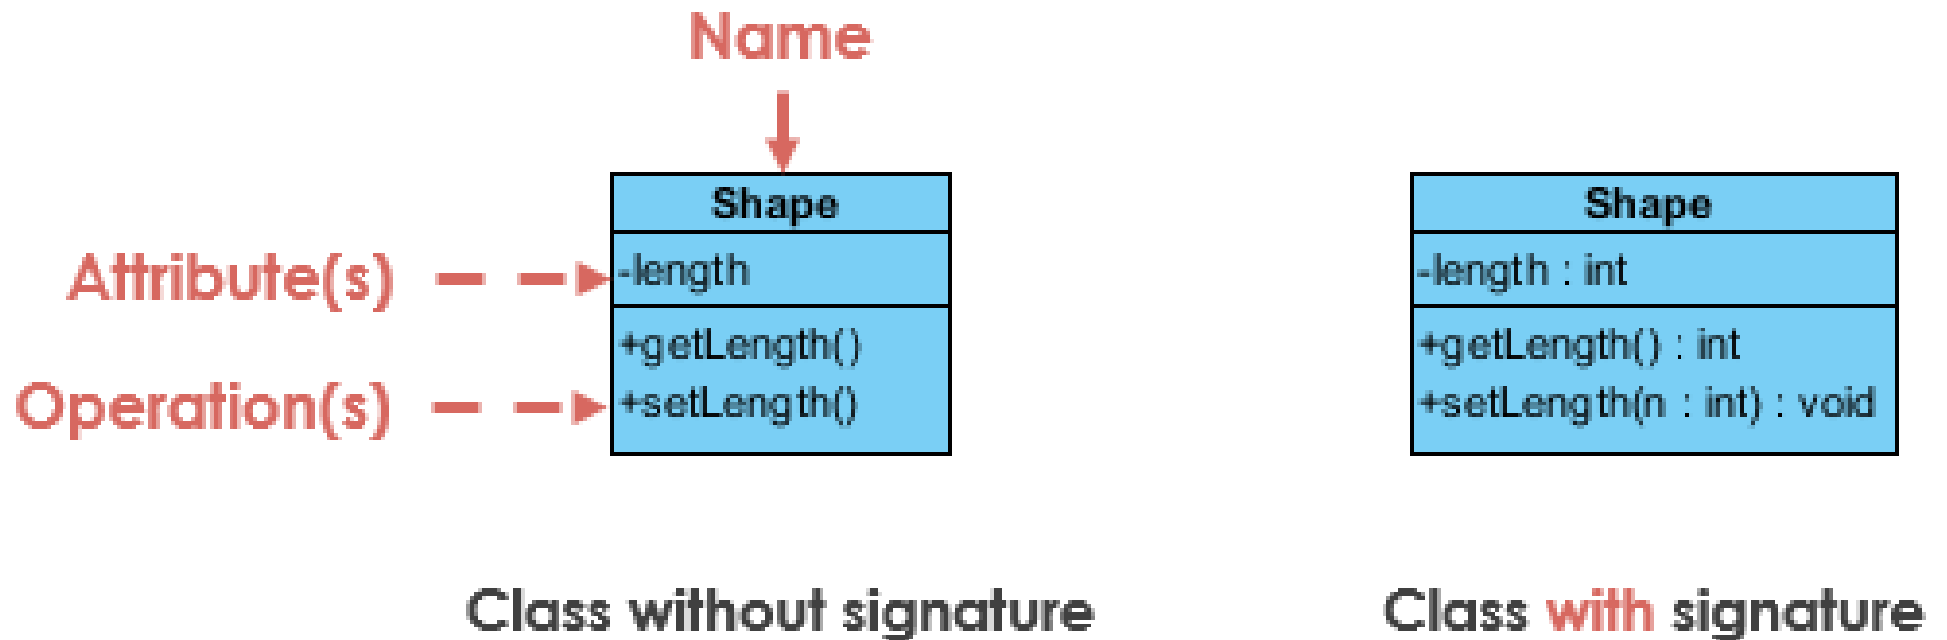 Name
Shape
Attribute(s)
-length
+getLength()
Operation(s)
+setLength()
Class without signature
Shape
-length : int
+getLength() : int
+setLength(n : int) : void
Class with signature